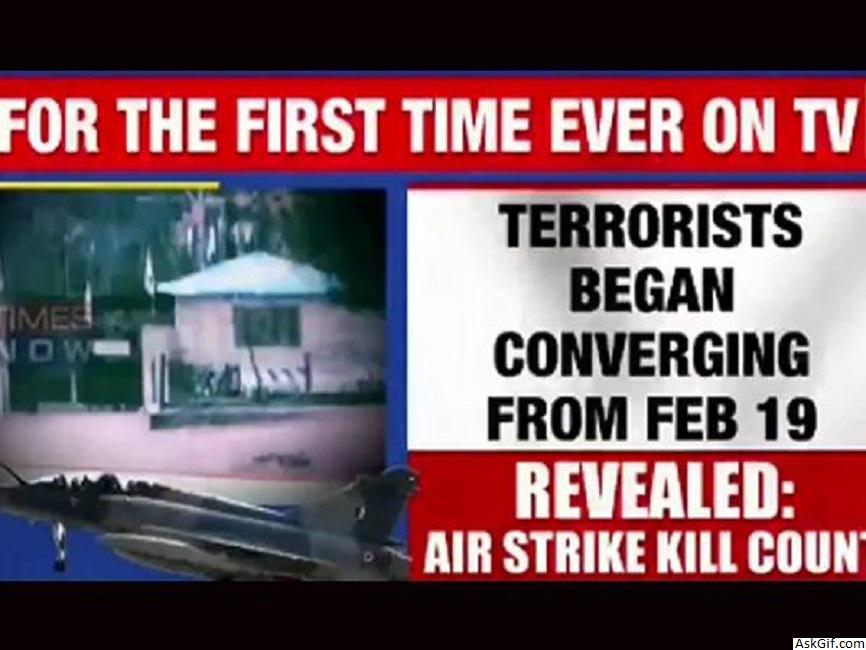 FOR THE FIRST TIME EVER ON TV
TIMES
NOW
TERRORISTS
BEGAN
CONVERGING
FROM FEB 19
REVEALED:
AIR STRIKE KILL COUNT
AskGif.com